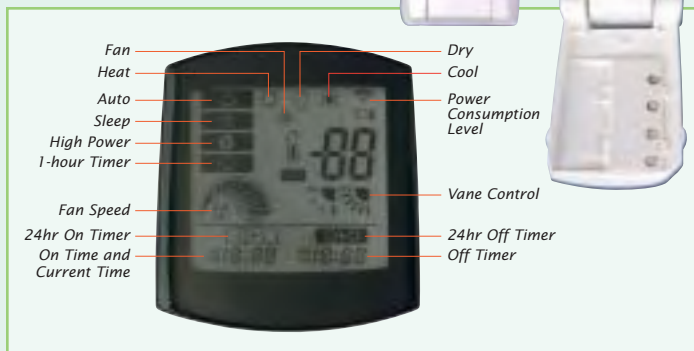 Fan
Heat
Auto
Sleep
High Power
1-hour Timer
Fan Speed
24hr On Timer
On Time and
Current Time
Dry
Cool
Power
Consumption
Level
Vane Control
24hr Off Timer
Off Timer
-88